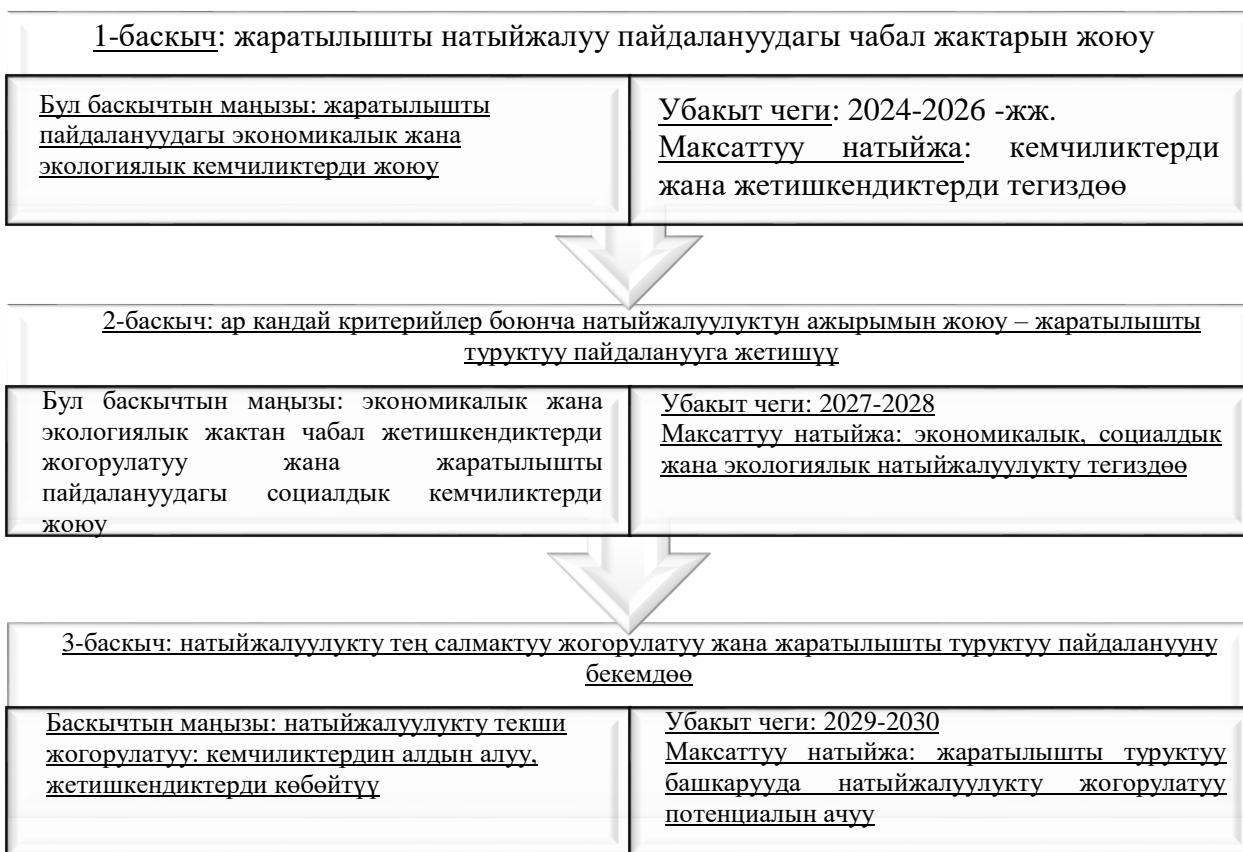 1-баскыч: жаратылышты натыйжалуу пайдалануудагы чабал жактарын жоюу
Бул баскычтын маңызы: жаратылышты
пайдалануудагы экономикалык жана
экологиялык кемчиликтерди жоюу
Убакыт чеги: 2024-2026 -жж.
Максаттуу натыйжа: кемчиликтерди
жана жетишкендиктерди тегиздөө
2-баскыч: ар кандай критерийлер боюнча натыйжалуулуктун ажырымын жоюу – жаратылышты
туруктуу пайдаланууга жетишүү
Бул баскычтын маңызы: экономикалык жана
экологиялык жактан чабал жетишкендиктерди
жогорулатуу жана жаратылышты
пайдалануудагы социалдык кемчиликтерди
жоюу
Убакыт чеги: 2027-2028
Максаттуу натыйжа: экономикалык, социалдык
жана экологиялык натыйжалуулукту тегиздөө
3-баскыч: натыйжалуулукту тең салмактуу жогорулатуу жана жаратылышты туруктуу пайдаланууну
бекемдөө
Баскычтын маңызы: натыйжалуулукту текши
жогорулатуу: кемчиликтердин алдын алуу,
жетишкендиктерди көбөйтүү
Убакыт чеги: 2029-2030
Максаттуу натыйжа: жаратылышты туруктуу
башкарууда натыйжалуулукту жогорулатуу
потенциалын ачуу